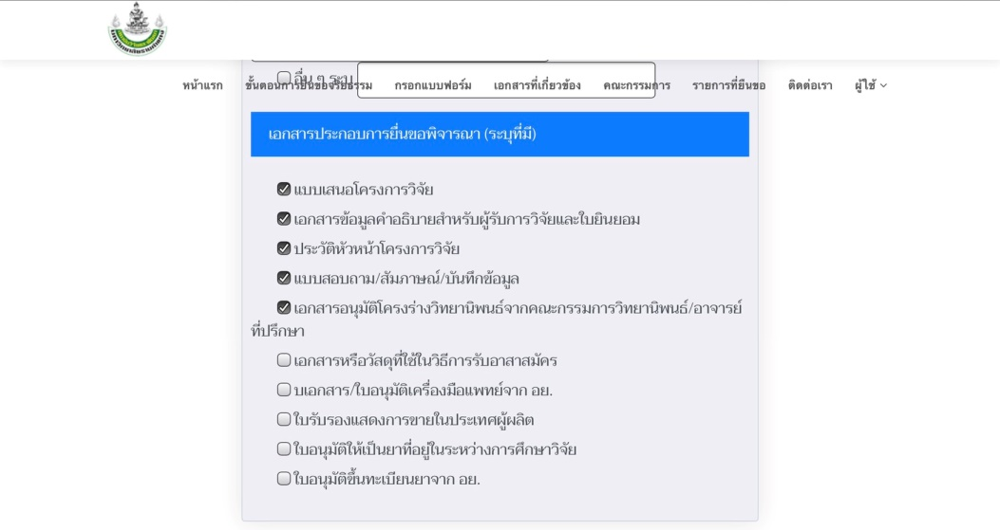 อื่น ๆ ระบุ
หน้าแรก ขั้นตอนการยื่นขอจริยธรรม กรอกแบบฟอร์ม เอกสารที่เกี่ยวข้อง คณะกรรมการ รายการที่ยืนขอ ติดต่อเรา ผู้ใช้
เอกสารประกอบการยื่นขอพิจารณา (ระบุที่มี)
แบบเสนอโครงการวิจัย
เอกสารข้อมูลคำอธิบายสำหรับผู้รับการวิจัยและใบยินยอม
ประวัติหัวหน้าโครงการวิจัย
แบบสอบถาม/สัมภาษณ์/บันทึกข้อมูล
เอกสารอนุมัติโครงร่างวิทยานิพนธ์จากคณะกรรมการวิทยานิพนธ์/อาจารย์
ที่ปรึกษา
เอกสารหรือวัสดุที่ใช้ในวิธีการรับอาสาสมัคร
บเอกสาร/ใบอนุมัติเครื่องมือแพทย์จาก อย.
ใบรับรองแสดงการขายในประเทศผู้ผลิต
ใบอนุมัติให้เป็นยาที่อยู่ในระหว่างการศึกษาวิจัย
ใบอนุมัติขึ้นทะเบียนยาจาก อย.